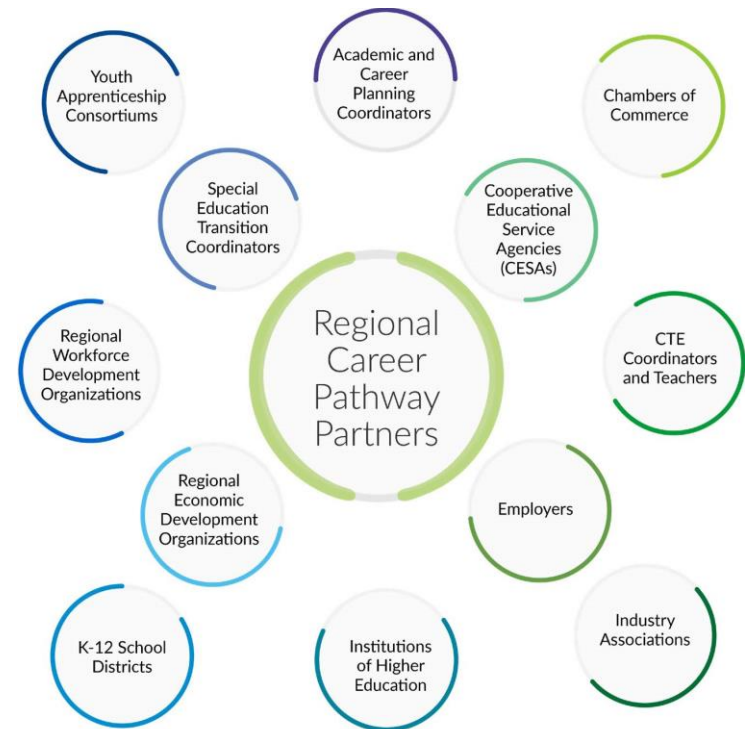 Youth
Apprenticeship
Consortiums
Academic and
Career
Planning
Coordinators
Chambers of
Commerce
Special
Education
Transition
Coordinators
Cooperative
Educational
Service
Agencies
(CESAs)
Regional
Workforce
Development
Organizations
Regional
Career
Pathway
Partners
CTE
Coordinators
and Teachers
Regional
Economic
Development
Organizations
Employers
K-12 School
Districts
Institutions
of Higher
Education
Industry
Associations